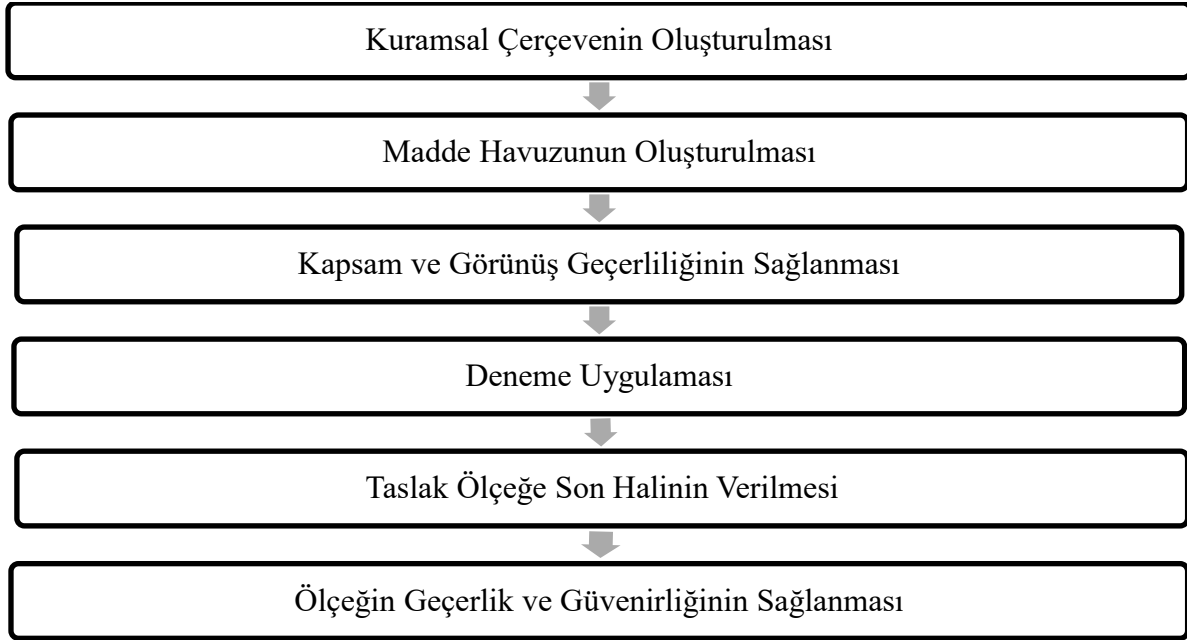 Kuramsal Çerçevenin Oluşturulması
Madde Havuzunun Oluşturulması
Kapsam ve Görünüş Geçerliliğinin Sağlanması
Deneme Uygulaması
Taslak Ölçeğe Son Halinin Verilmesi
Ölçeğin Geçerlik ve Güvenirliğinin Sağlanması